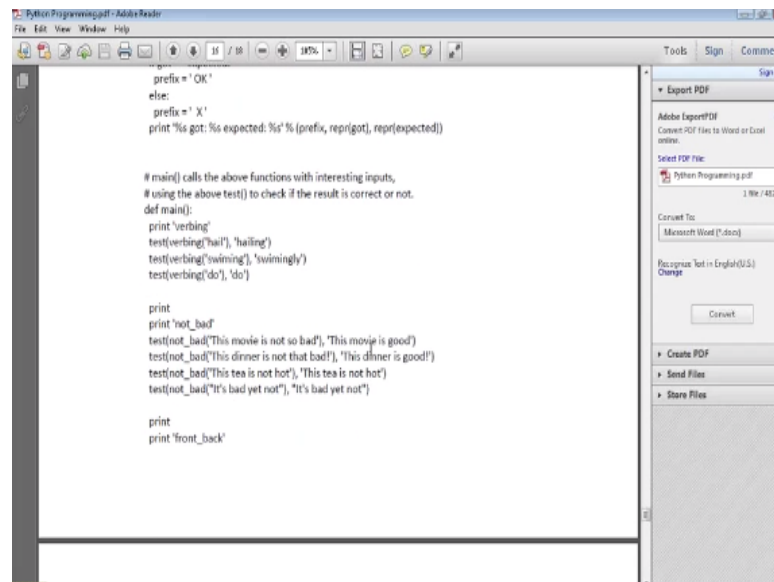 Python Programming.pdf - Adobe Reader
File Edit View Window Help
/ 18
185%
Tools Sign Comme
Sign
prefix = ' OK '
else:
prefix = '  X '
print '%s got: %s expected: %s' % (prefix, repr(got), repr(expected))
# main() calls the above functions with interesting inputs,
# using the above test() to check if the result is correct or not.
def main():
print 'verbing'
test(verbing('hail'), 'hailing')
test(verbing('swiming'), 'swimingly')
test(verbing('do'), 'do')
print
print 'not_bad'
test(not_bad('This movie is not so bad'), 'This movie is good')
test(not_bad('This dinner is not that bad!'), 'This dinner is good!')
test(not_bad('This tea is not hot'), 'This tea is not hot')
test(not_bad("It's bad yet not"), "It's bad yet not")
print
print 'front_back'
Export PDF
Adobe ExportPDF
Convert PDF files to Word or Excel
online.
Select PDF File:
Python Programming.pdf
1 file /
Convert To:
Microsoft Word (*.docx)
Recognize Text in English(U.S.)
Change
Convert
Create PDF
Send Files
Store Files